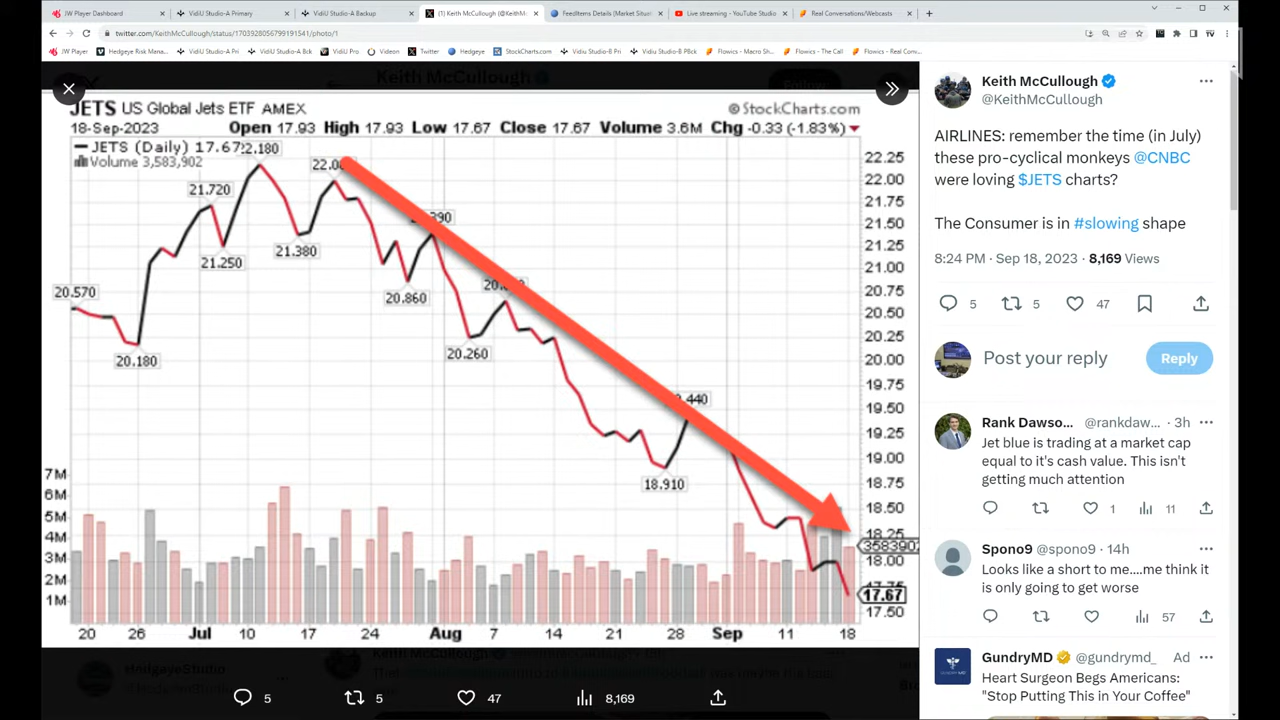 JW Player Dashboard
VidiU Studio-A Primary
VidiU Studio-A Backup
(1) Keith McCullough (@KeithM
FeedItems Details (Market Situa
Live streaming - YouTube Studio
Real Conversations/Webcasts
twitter.com/KeithMcCullough/status/1703928056799191541/photo/1
JW Player
Hedgeye Risk Mana...
VidiU Studio-A Pri
VidiU Studio-A Bck
VidiU Pro
Videon
Twitter
Hedgeye
StockCharts.com
VidiU Studio-B Pri
VidiU Studio-B PBck
Flowics - Macro Sh...
Flowics - The Call
Flowics - Real Conv...
Keith McCullough
JETS US Global Jets ETF AMEX
© StockCharts.com
18-Sep-2023
Open 17.93 High 17.93 Low 17.67 Close 17.67 Volume 3.6M Chg -0.33 (-1.83%)
JETS (Daily) 17.67
Volume 3,583,902
22.180
21.720
21.380
21.250
20.860
20.570
20.260
20.180
18.910
22.25
22.00
21.75
21.50
21.25
21.00
20.75
20.50
20.25
20.00
19.75
19.50
19.25
19.00
18.75
18.50
18.25
3583902
18.00
17.67
17.50
7M
6M
5M
4M
3M
2M
1M
20 26 Jul 10 17 24 Aug 7 14 21 28 Sep 11 18
5 5 47 8,169
Keith McCullough
@KeithMcCullough
AIRLINES: remember the time (in July)
these pro-cyclical monkeys @CNBC
were loving $JETS charts?
The Consumer is in #slowing shape
8:24 PM · Sep 18, 2023 · 8,169 Views
5 5 47
Post your reply
Reply
Rank Dawso... @rankdaw... · 3h
Jet blue is trading at a market cap
equal to it's cash value. This isn't
getting much attention
1 11
Spono9 @spono9 · 14h
Looks like a short to me....me think it
is only going to get worse
57
GundryMD @gundrymd_ Ad
Heart Surgeon Begs Americans:
"Stop Putting This in Your Coffee"